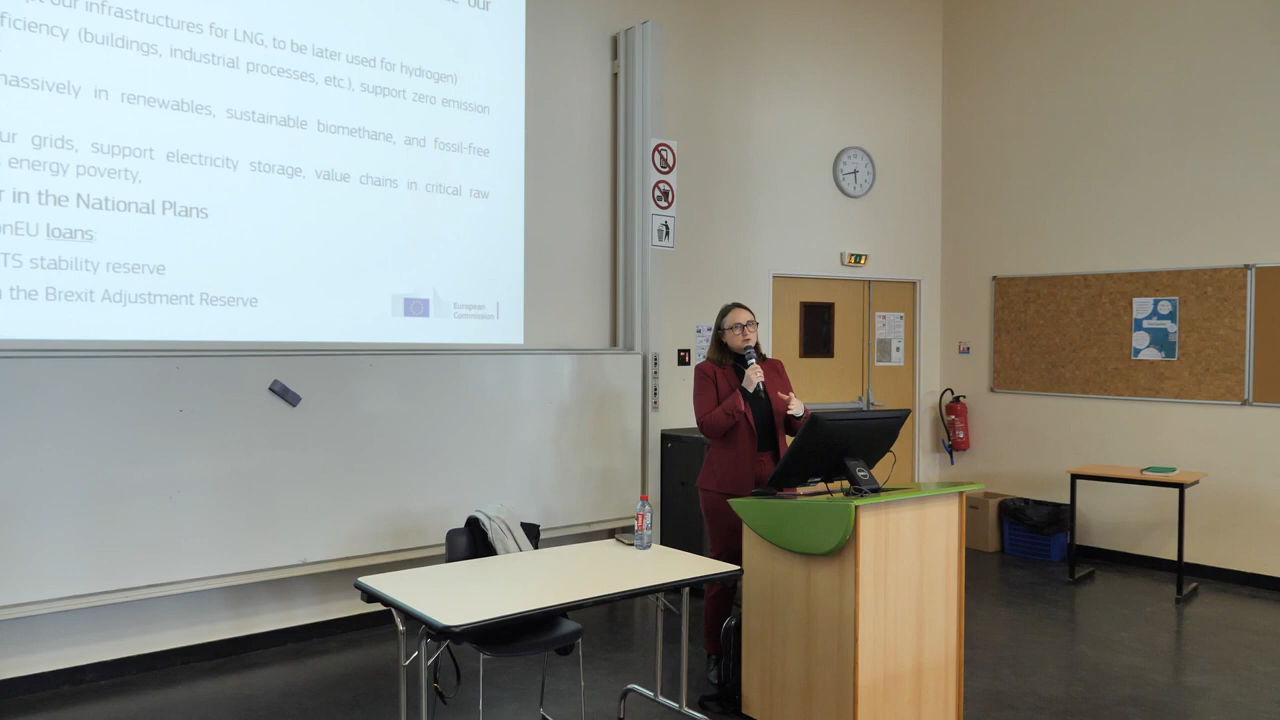 our
our infrastructures for LNG, to be later used for hydrogen)
ficiency (buildings, industrial processes, etc.), support zero emission
massively in renewables, sustainable biomethane, and fossil-free
ur grids, support electricity storage, value chains in critical raw
energy poverty,
r in the National Plans
onEU loans:
TS stability reserve
the Brexit Adjustment Reserve
European
Commission
DELL